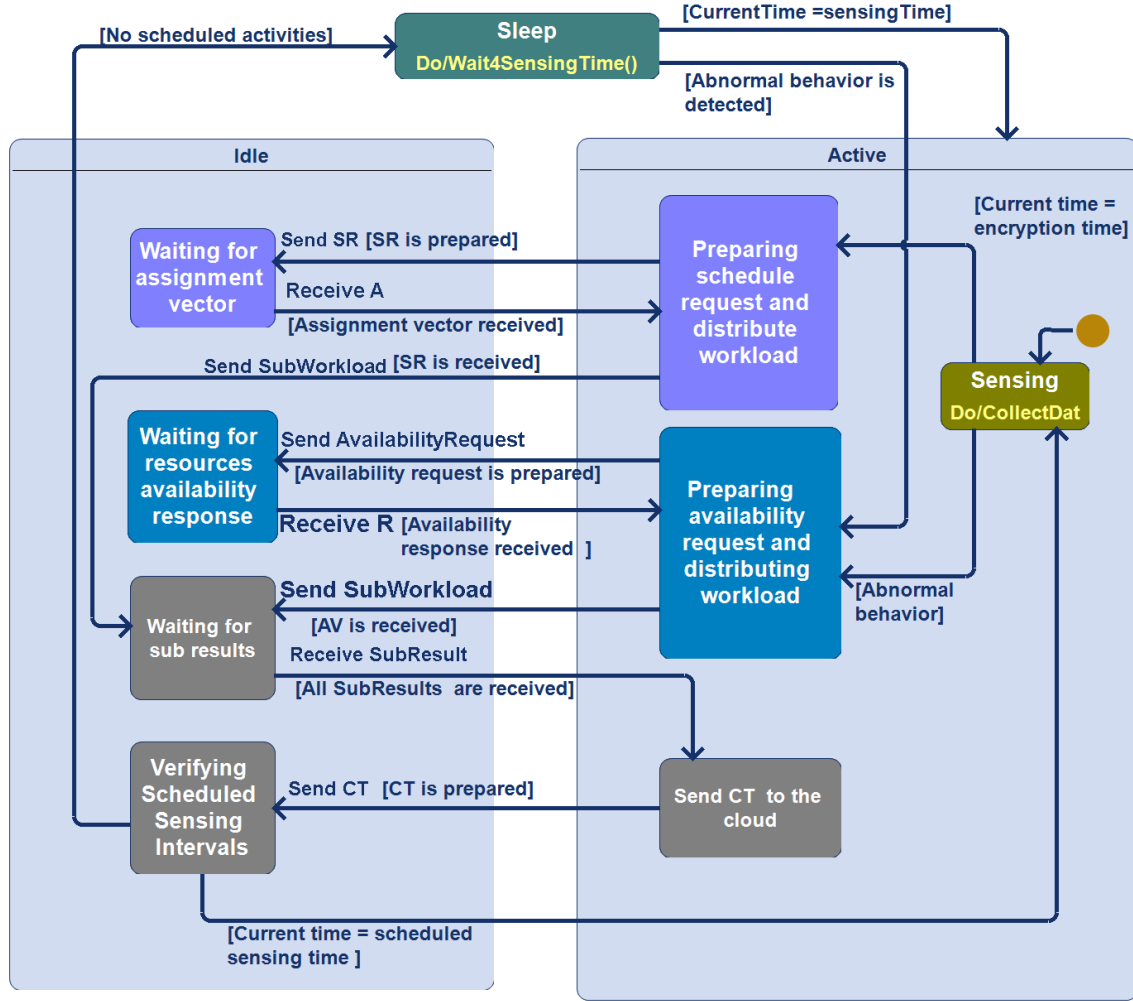 [No scheduled activities]
Sleep
Do/Wait4SensingTime()
[CurrentTime =sensingTime]
[Abnormal behavior is
detected]
Idle
Active
Waiting for
assignment
vector
Send SR [SR is prepared]
Receive A
[Assignment vector received]
Preparing
schedule
request and
distribute
workload
[Current time =
encryption time]
Send SubWorkload [SR is received]
Sensing
Do/CollectDat
Waiting for
resources
availability
response
Send AvailabilityRequest
[Availability request is prepared]
Receive R [Availability
response received ]
Preparing
availability
request and
distributing
workload
[Abnormal
behavior]
Send SubWorkload
[AV is received]
Waiting for
sub results
Receive SubResult
[All SubResults are received]
Verifying
Scheduled
Sensing
Intervals
Send CT [CT is prepared]
Send CT to the
cloud
[Current time = scheduled
sensing time ]